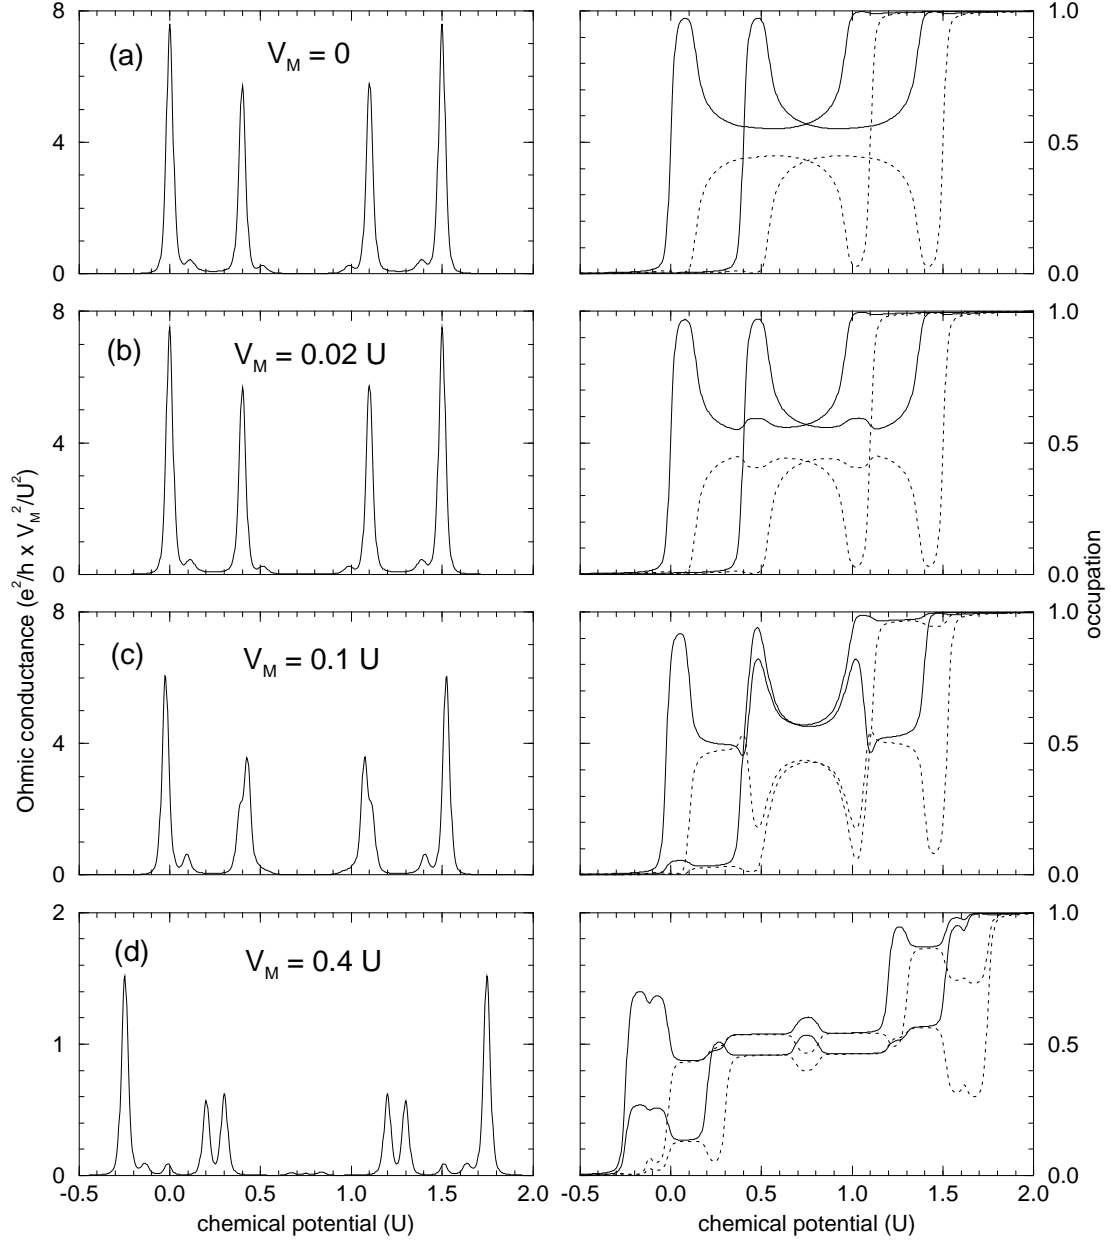 8
4
0
(a)
V_M = 0
1.0
0.5
0.0
8
4
0
(b)
V_M = 0.02 U
1.0
0.5
0.0
8
4
0
(c)
V_M = 0.1 U
1.0
0.5
0.0
2
1
0
(d)
V_M = 0.4 U
1.0
0.5
0.0
-0.5 0.0 0.5 1.0 1.5 2.0
-0.5 0.0 0.5 1.0 1.5 2.0
chemical potential (U)
chemical potential (U)
Ohmic conductance (e²/h x V_M²/U²)
occupation